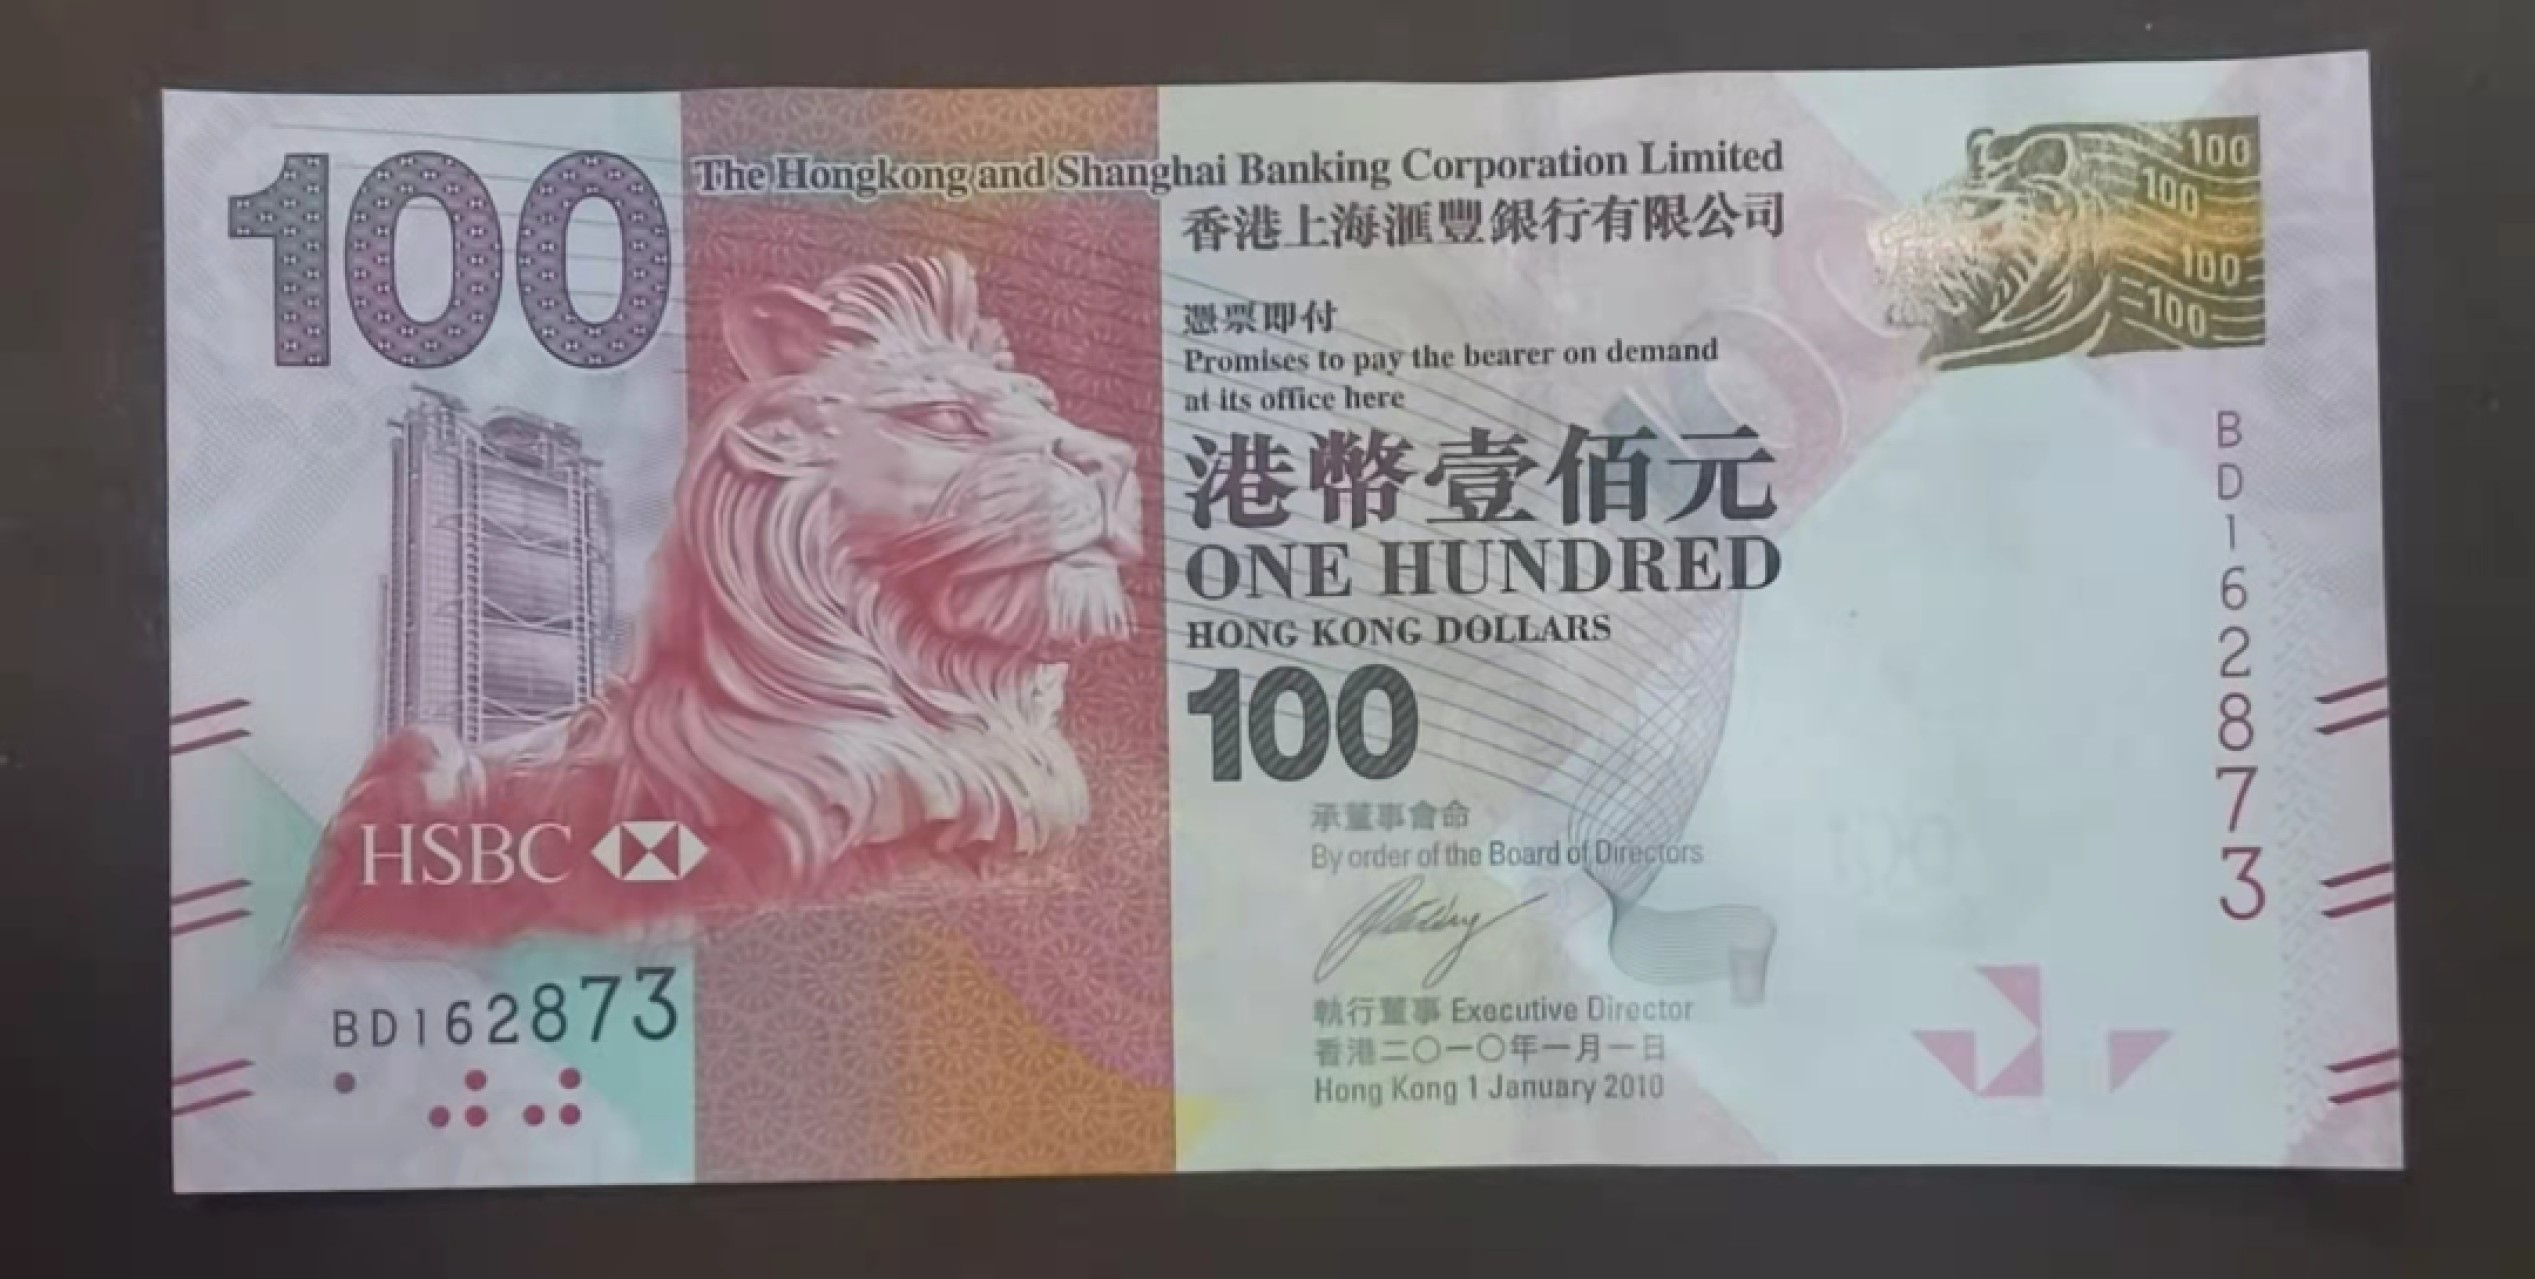 100
The Hongkong and Shanghai Banking Corporation Limited
香港上海滙豐銀行有限公司
憑票即付
Promises to pay the bearer on demand
at its office here
港幣壹佰元
ONE HUNDRED
HONG KONG DOLLARS
100
承董事會命
By order of the Board of Directors
執行董事 Executive Director
香港二〇一〇年一月一日
Hong Kong 1 January 2010
HSBC
BD162873
100
100
100
100
BD162873